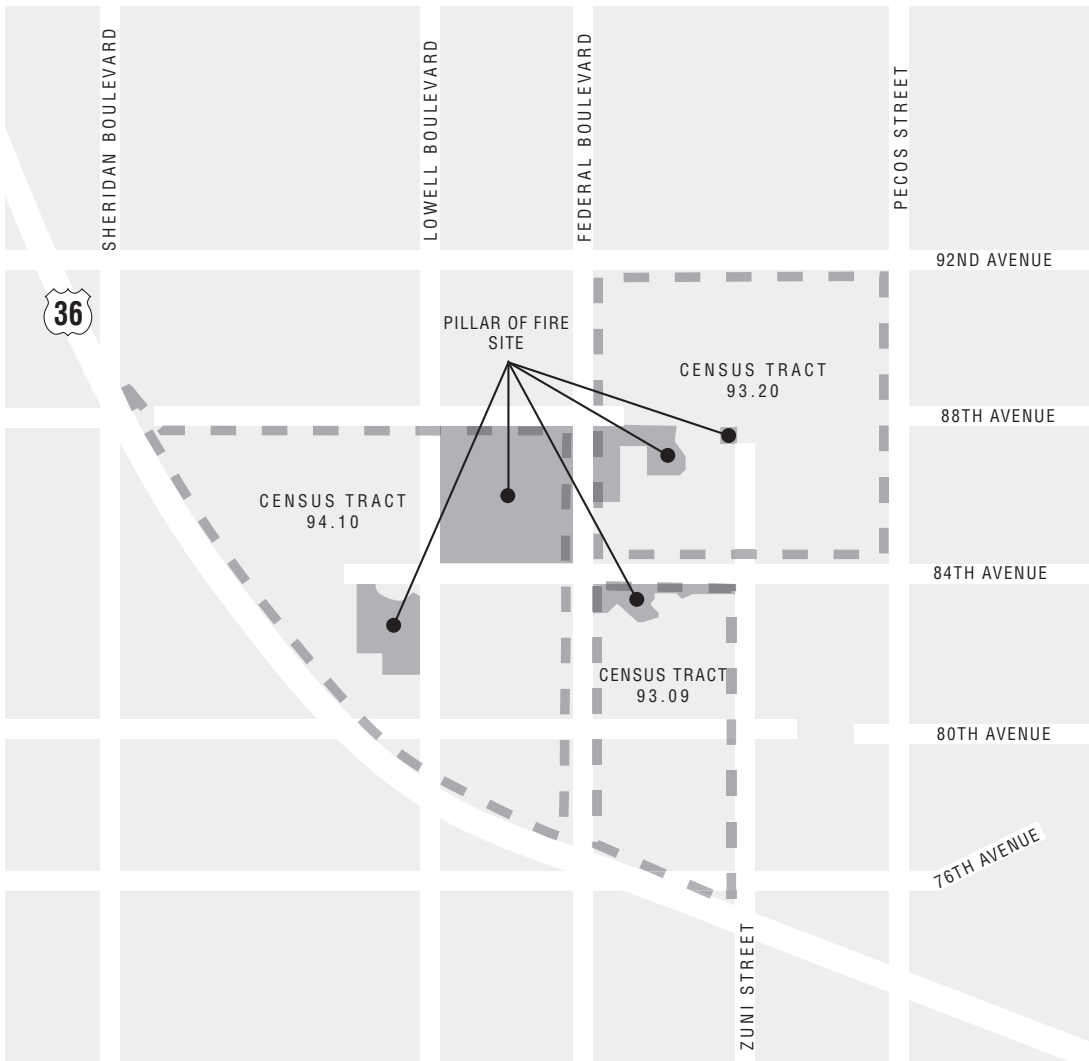 SHERIDAN BOULEVARD
LOWELL BOULEVARD
FEDERAL BOULEVARD
PECOS STREET
92ND AVENUE
36
PILLAR OF FIRE
SITE
CENSUS TRACT
93.20
88TH AVENUE
CENSUS TRACT
94.10
84TH AVENUE
CENSUS TRACT
93.09
80TH AVENUE
76TH AVENUE
ZUNI STREET